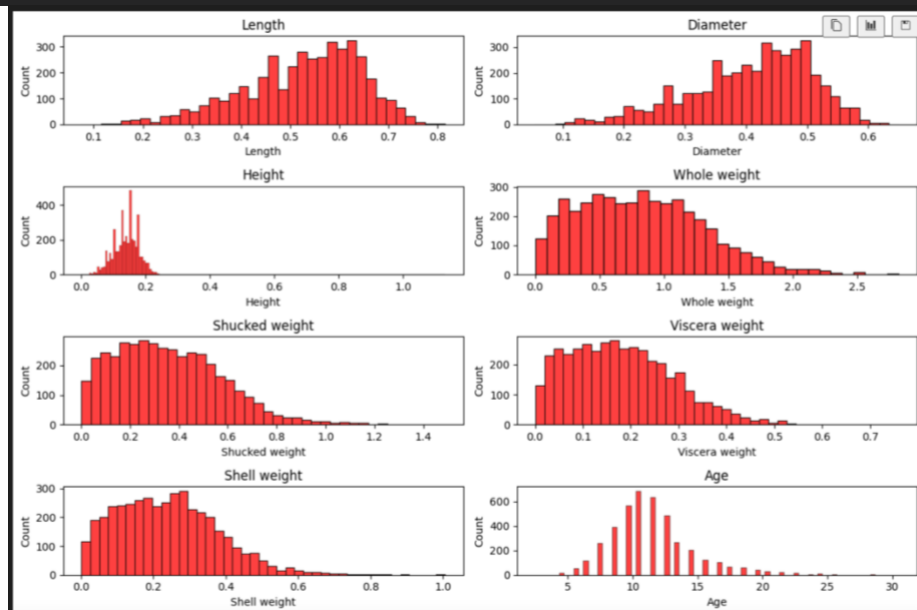 Length
Count
300
200
100
0
0.1 0.2 0.3 0.4 0.5 0.6 0.7 0.8
Length
Diameter
Count
300
200
100
0
0.1 0.2 0.3 0.4 0.5 0.6
Diameter
Height
Count
400
200
0
0.0 0.2 0.4 0.6 0.8 1.0
Height
Whole weight
Count
300
200
100
0
0.0 0.5 1.0 1.5 2.0 2.5
Whole weight
Shucked weight
Count
200
100
0
0.0 0.2 0.4 0.6 0.8 1.0 1.2 1.4
Shucked weight
Viscera weight
Count
200
100
0
0.0 0.1 0.2 0.3 0.4 0.5 0.6 0.7
Viscera weight
Shell weight
Count
300
200
100
0
0.0 0.2 0.4 0.6 0.8 1.0
Shell weight
Age
Count
600
400
200
0
5 10 15 20 25 30
Age